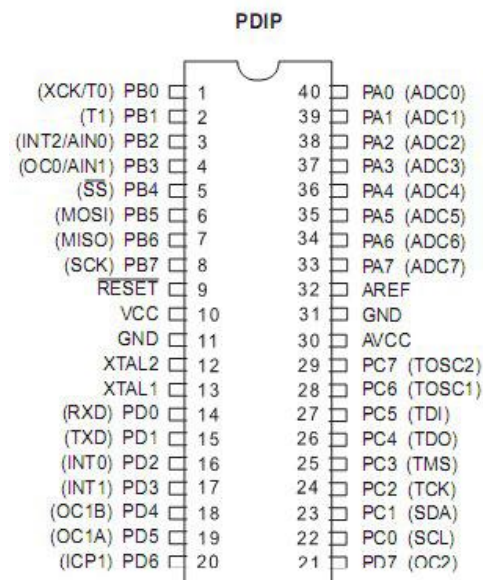 PDIP
(XCK/T0) PB0 1 40 PA0 (ADC0)
(T1) PB1 2 39 PA1 (ADC1)
(INT2/AIN0) PB2 3 38 PA2 (ADC2)
(OC0/AIN1) PB3 4 37 PA3 (ADC3)
(SS) PB4 5 36 PA4 (ADC4)
(MOSI) PB5 6 35 PA5 (ADC5)
(MISO) PB6 7 34 PA6 (ADC6)
(SCK) PB7 8 33 PA7 (ADC7)
RESET 9 32 AREF
VCC 10 31 GND
GND 11 30 AVCC
XTAL2 12 29 PC7 (TOSC2)
XTAL1 13 28 PC6 (TOSC1)
(RXD) PD0 14 27 PC5 (TDI)
(TXD) PD1 15 26 PC4 (TDO)
(INT0) PD2 16 25 PC3 (TMS)
(INT1) PD3 17 24 PC2 (TCK)
(OC1B) PD4 18 23 PC1 (SDA)
(OC1A) PD5 19 22 PC0 (SCL)
(ICP1) PD6 20 21 PD7 (OC2)